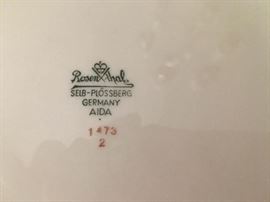 Rosenthal
SELB-PLÖSSBERG
GERMANY
AIDA
1473
2